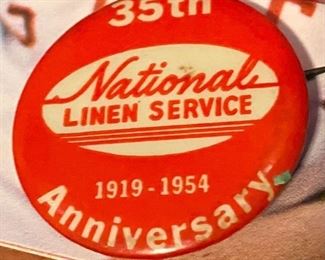 35th
National
LINEN SERVICE
1919 - 1954
Anniversary